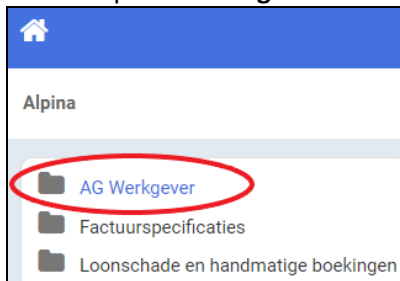 Alpina
AG Werkgever
Factuurspecificaties
Loonschade en handmatige boekingen